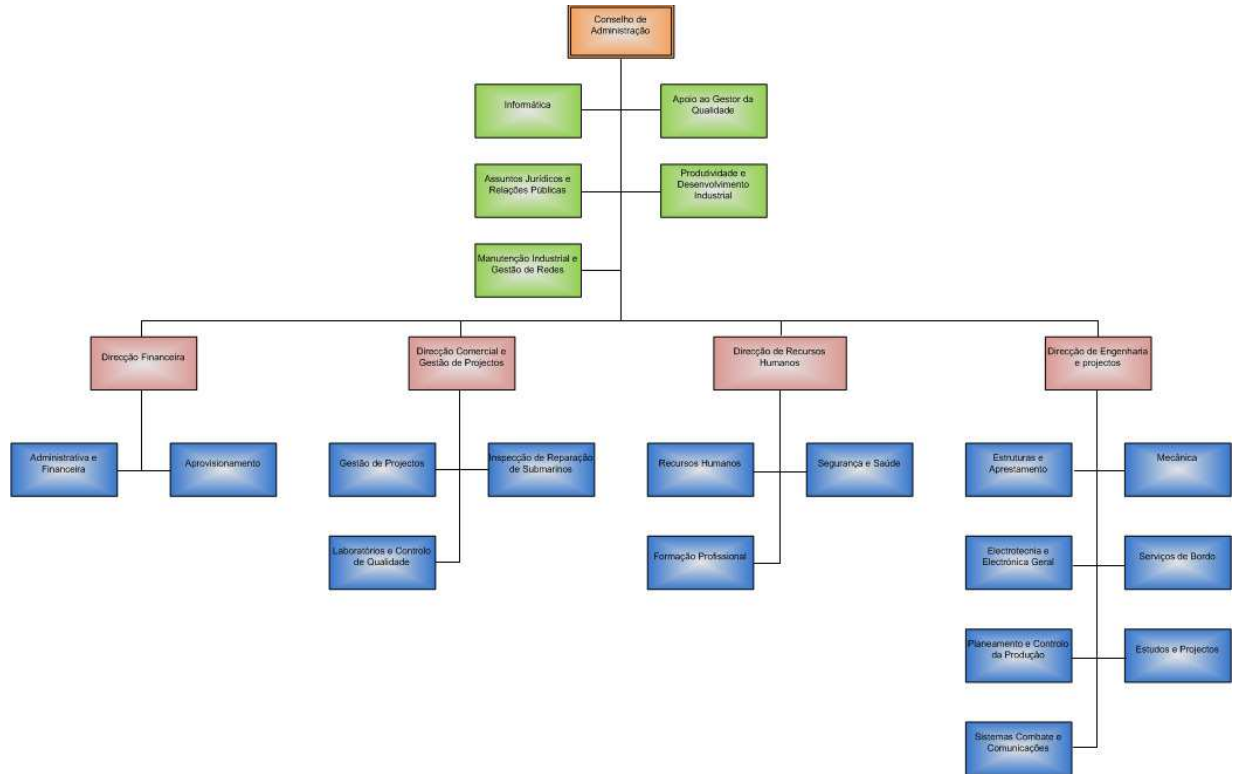 Conselho de
Administração
Informática
Apoio ao Gestor da
Qualidade
Assuntos Jurídicos e
Relações Públicas
Produtividade e
Desenvolvimento
Industrial
Manutenção Industrial e
Gestão de Redes
Direcção Financeira
Direcção Comercial e
Gestão de Projectos
Direcção de Recursos
Humanos
Direcção de Engenharia
e projectos
Administrativa e
Financeira
Aprovisionamento
Gestão de Projectos
Inspecção de Reparação
de Submarinos
Recursos Humanos
Segurança e Saúde
Estruturas e
Aprestamento
Mecânica
Laboratórios e Controlo
de Qualidade
Formação Profissional
Electrotecnia e
Electrónica Geral
Serviços de Bordo
Planeamento e Controlo
da Produção
Estudos e Projectos
Sistemas Combate e
Comunicações